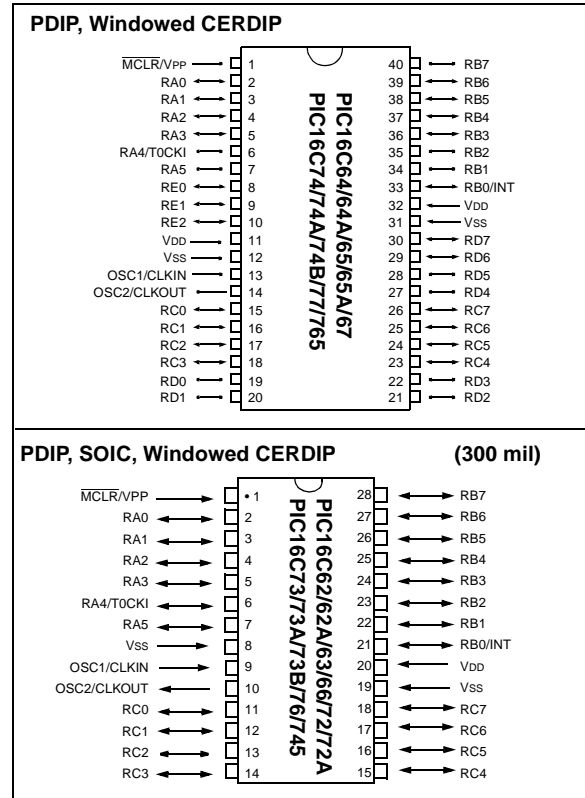 PDIP, Windowed CERDIP
MCLR/VPP 1 40 RB7
RA0 2 39 RB6
RA1 3 38 RB5
RA2 4 37 RB4
RA3 5 36 RB3
RA4/T0CKI 6 35 RB2
RA5 7 34 RB1
RE0 8 33 RB0/INT
RE1 9 32 VDD
RE2 10 31 VSS
VDD 11 30 RD7
VSS 12 29 RD6
OSC1/CLKIN 13 28 RD5
OSC2/CLKOUT 14 27 RD4
RC0 15 26 RC7
RC1 16 25 RC6
RC2 17 24 RC5
RC3 18 23 RC4
RD0 19 22 RD3
RD1 20 21 RD2
PIC16C64/64A/65/65A/67
PIC16C74/74A/74B/77/765
PDIP, SOIC, Windowed CERDIP (300 mil)
MCLR/VPP • 1 28 RB7
RA0 2 27 RB6
RA1 3 26 RB5
RA2 4 25 RB4
RA3 5 24 RB3
RA4/T0CKI 6 23 RB2
RA5 7 22 RB1
VSS 8 21 RB0/INT
OSC1/CLKIN 9 20 VDD
OSC2/CLKOUT 10 19 VSS
RC0 11 18 RC7
RC1 12 17 RC6
RC2 13 16 RC5
RC3 14 15 RC4
PIC16C62/62A/63/66/72/72A
PIC16C73/73A/73B/76/745